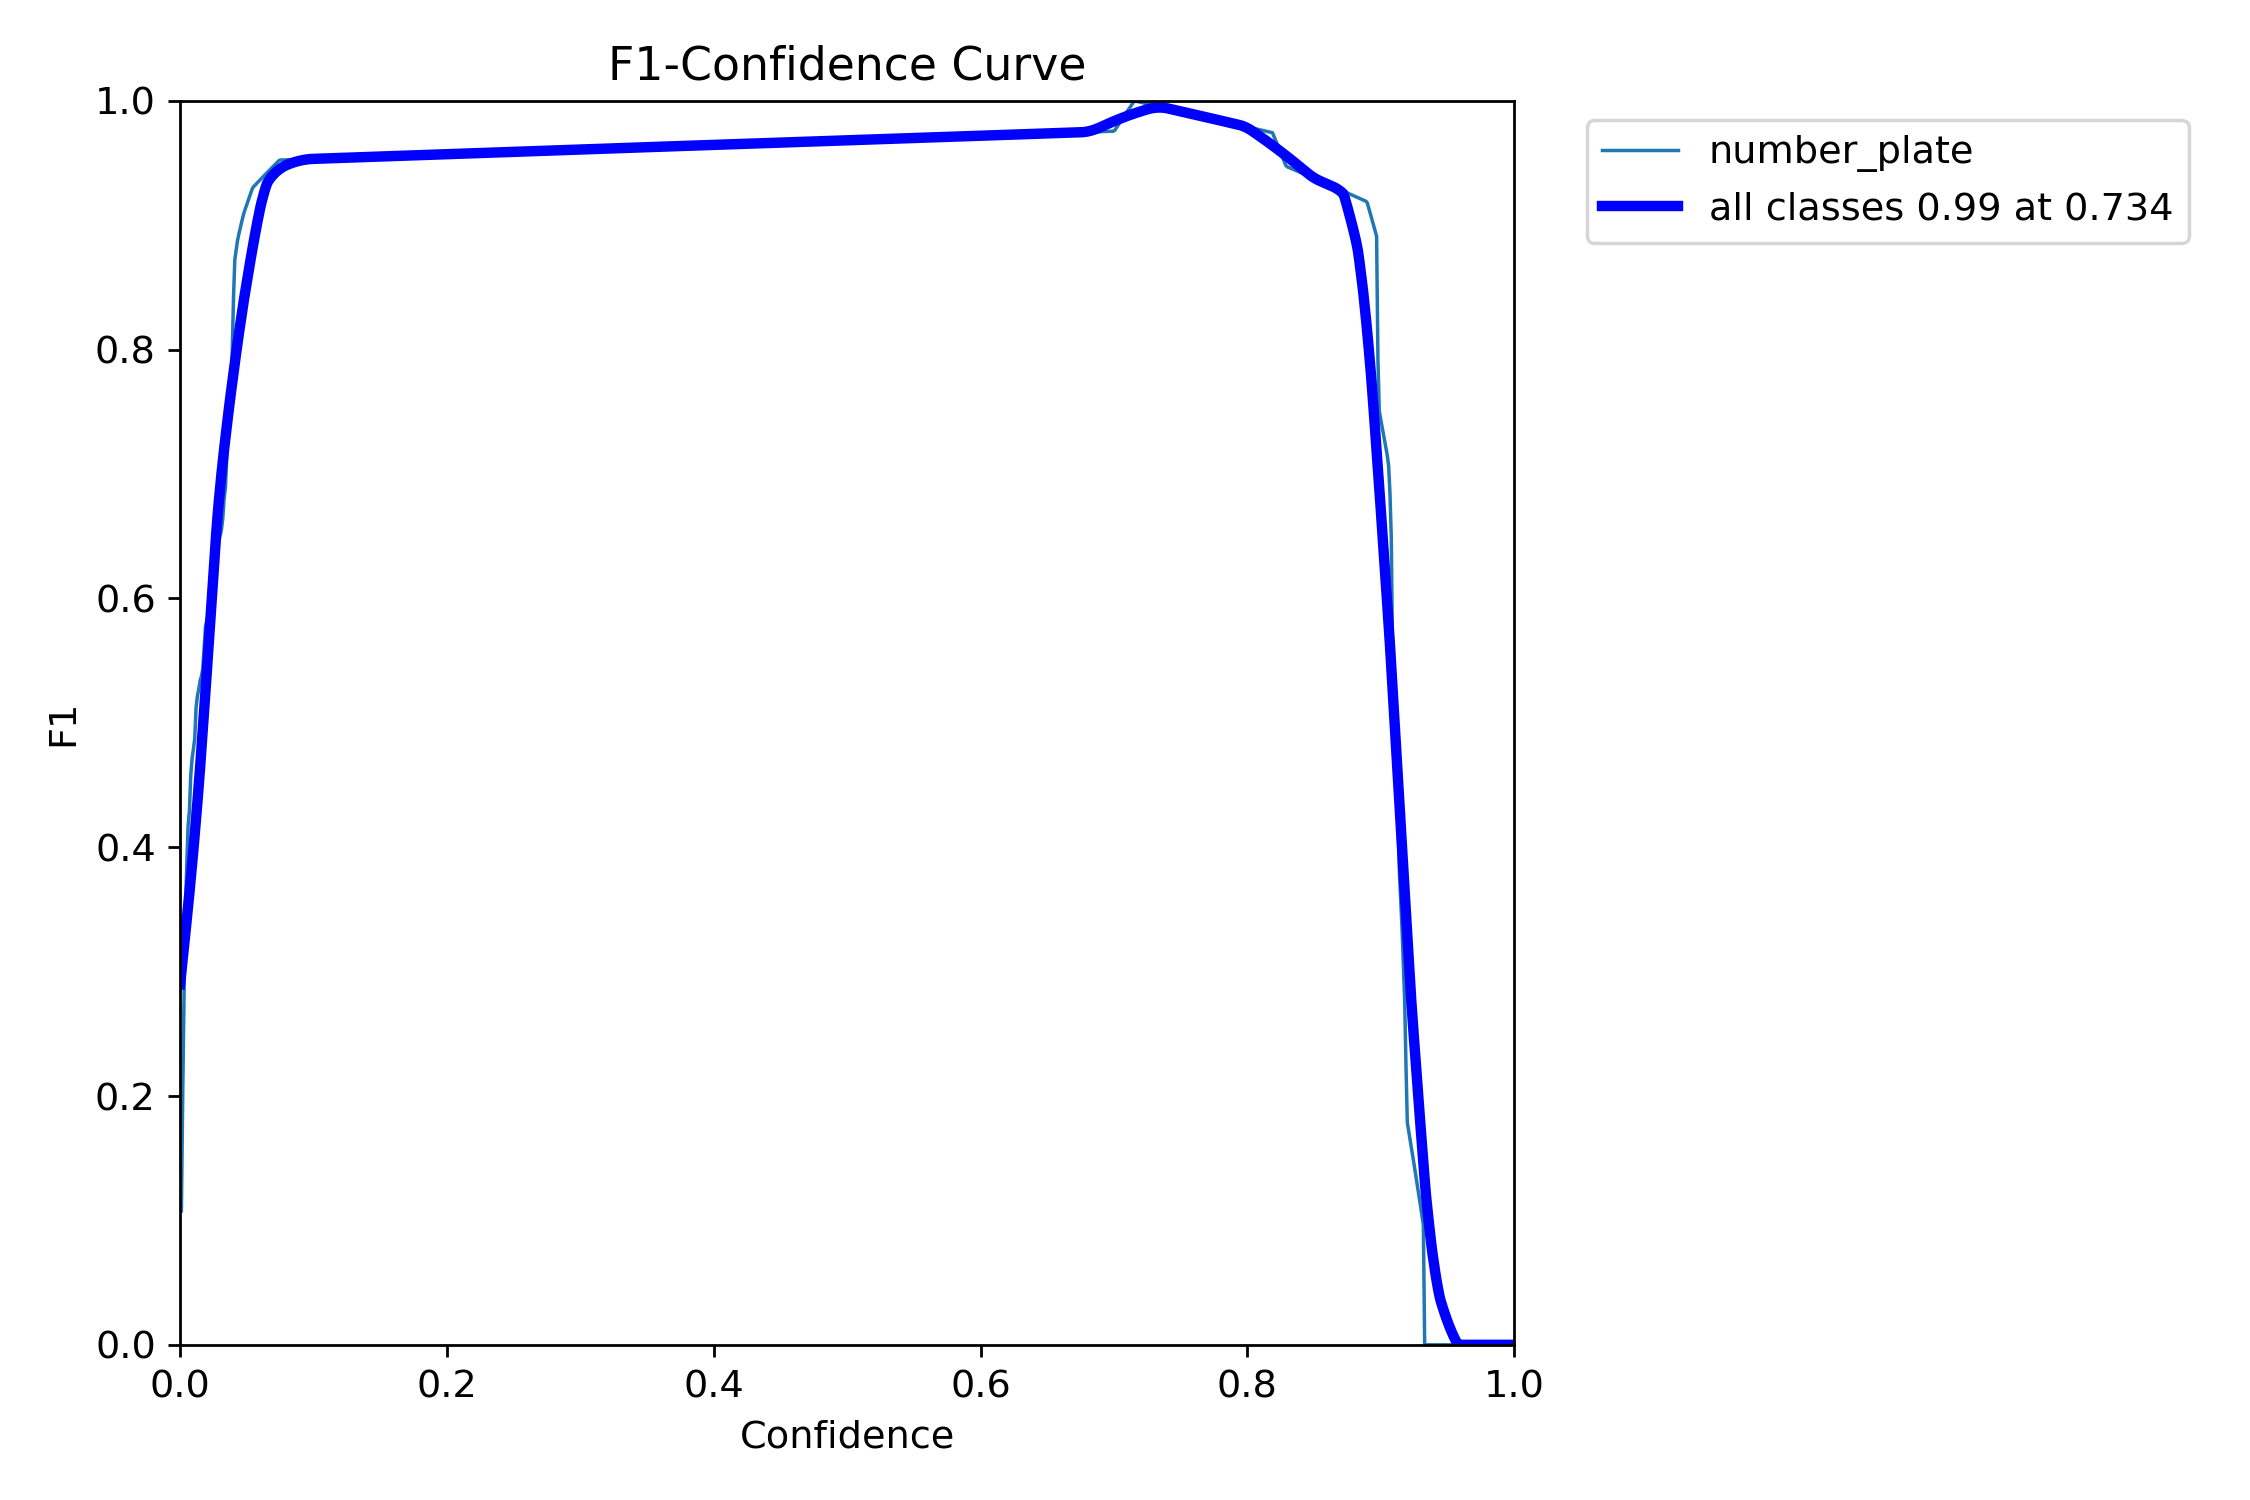 F1-Confidence Curve
1.0
0.8
0.6
0.4
0.2
0.0
F1
0.0 0.2 0.4 0.6 0.8 1.0
Confidence
number_plate
all classes 0.99 at 0.734